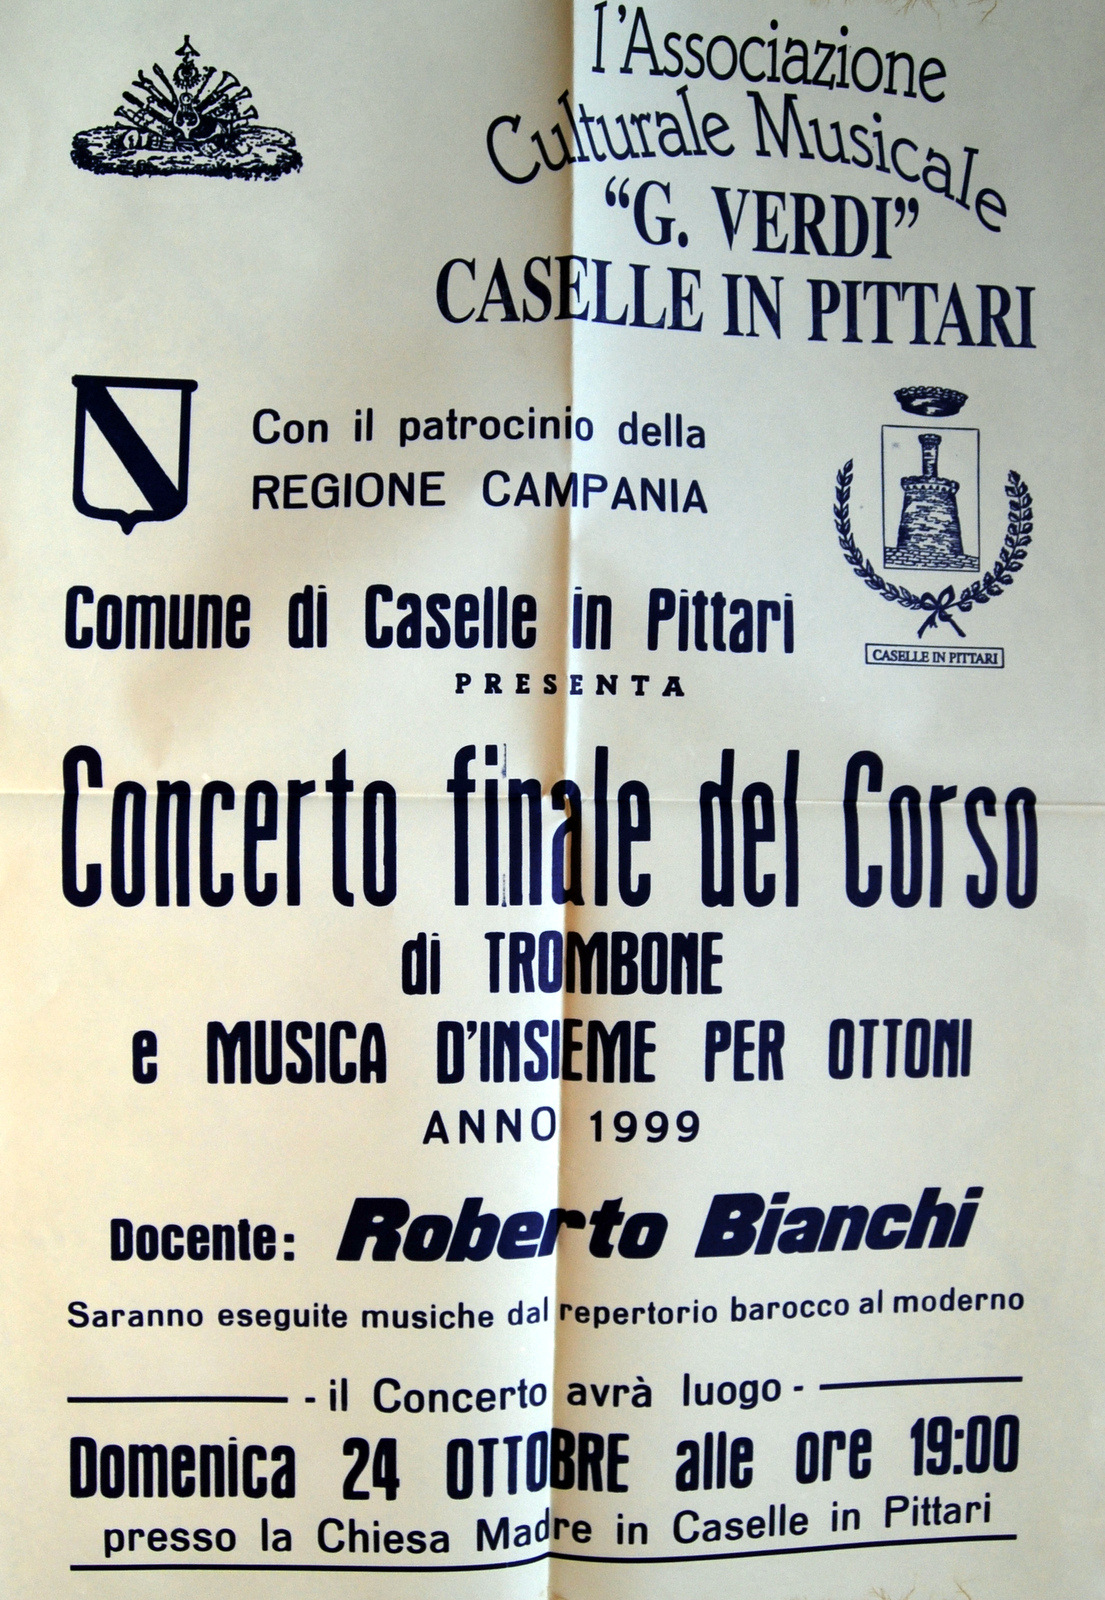 l'Associazione
Culturale Musicale
“G. VERDI”
CASELLE IN PITTARI
Con il patrocinio della
REGIONE CAMPANIA
Comune di Caselle in Pittari
CASELLE IN PITTARI
PRESENTA
Concerto finale del Corso
di TROMBONE
e MUSICA D'INSIEME PER OTTONI
ANNO 1999
Docente: Roberto Bianchi
Saranno eseguite musiche dal repertorio barocco al moderno
- il Concerto avrà luogo -
Domenica 24 OTTOBRE alle ore 19:00
presso la Chiesa Madre in Caselle in Pittari